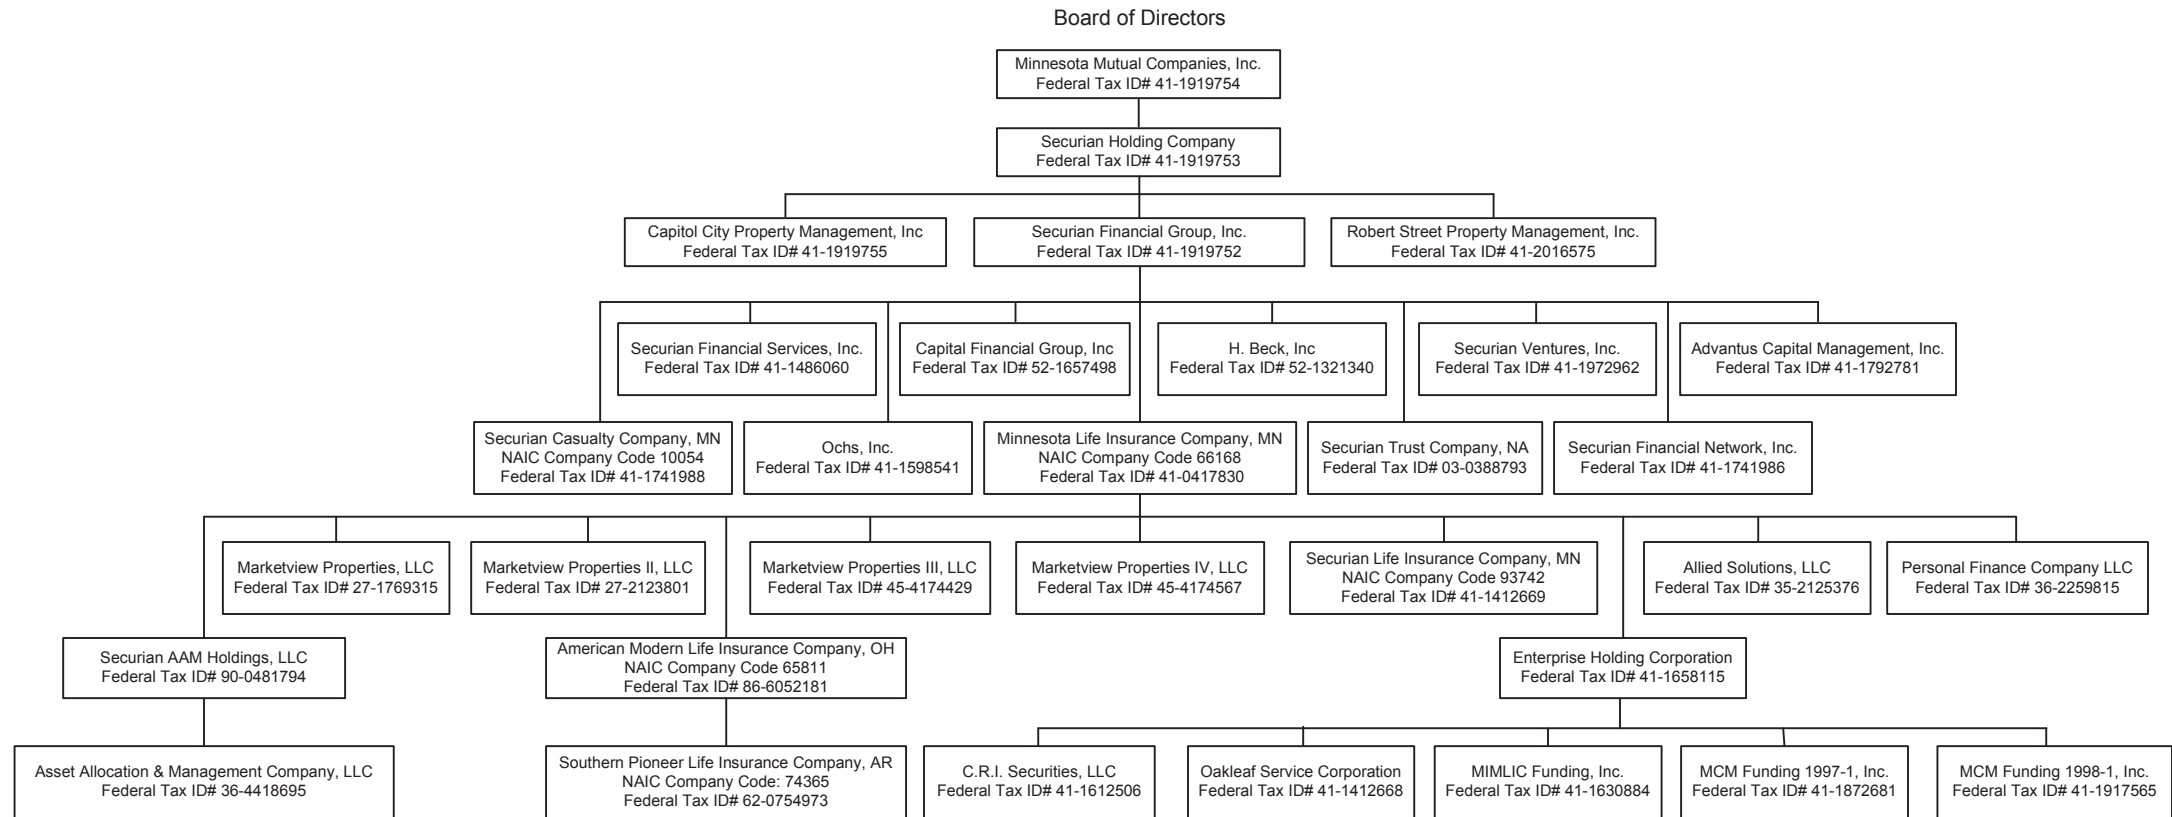 Board of Directors
Minnesota Mutual Companies, Inc.
Federal Tax ID# 41-1919754
Securian Holding Company
Federal Tax ID# 41-1919753
Capitol City Property Management, Inc
Federal Tax ID# 41-1919755
Securian Financial Group, Inc.
Federal Tax ID# 41-1919752
Robert Street Property Management, Inc.
Federal Tax ID# 41-2016575
Securian Financial Services, Inc.
Federal Tax ID# 41-1486060
Capital Financial Group, Inc
Federal Tax ID# 52-1657498
H. Beck, Inc
Federal Tax ID# 52-1321340
Securian Ventures, Inc.
Federal Tax ID# 41-1972962
Advantus Capital Management, Inc.
Federal Tax ID# 41-1792781
Securian Casualty Company, MN
NAIC Company Code 10054
Federal Tax ID# 41-1741988
Ochs, Inc.
Federal Tax ID# 41-1598541
Minnesota Life Insurance Company, MN
NAIC Company Code 66168
Federal Tax ID# 41-0417830
Securian Trust Company, NA
Federal Tax ID# 03-0388793
Securian Financial Network, Inc.
Federal Tax ID# 41-1741986
Marketview Properties, LLC
Federal Tax ID# 27-1769315
Marketview Properties II, LLC
Federal Tax ID# 27-2123801
Marketview Properties III, LLC
Federal Tax ID# 45-4174429
Marketview Properties IV, LLC
Federal Tax ID# 45-4174567
Securian Life Insurance Company, MN
NAIC Company Code 93742
Federal Tax ID# 41-1412669
Allied Solutions, LLC
Federal Tax ID# 35-2125376
Personal Finance Company LLC
Federal Tax ID# 36-2259815
Securian AAM Holdings, LLC
Federal Tax ID# 90-0481794
American Modern Life Insurance Company, OH
NAIC Company Code 65811
Federal Tax ID# 86-6052181
Enterprise Holding Corporation
Federal Tax ID# 41-1658115
Asset Allocation & Management Company, LLC
Federal Tax ID# 36-4418695
Southern Pioneer Life Insurance Company, AR
NAIC Company Code: 74365
Federal Tax ID# 62-0754973
C.R.I. Securities, LLC
Federal Tax ID# 41-1612506
Oakleaf Service Corporation
Federal Tax ID# 41-1412668
MIMLIC Funding, Inc.
Federal Tax ID# 41-1630884
MCM Funding 1997-1, Inc.
Federal Tax ID# 41-1872681
MCM Funding 1998-1, Inc.
Federal Tax ID# 41-1917565